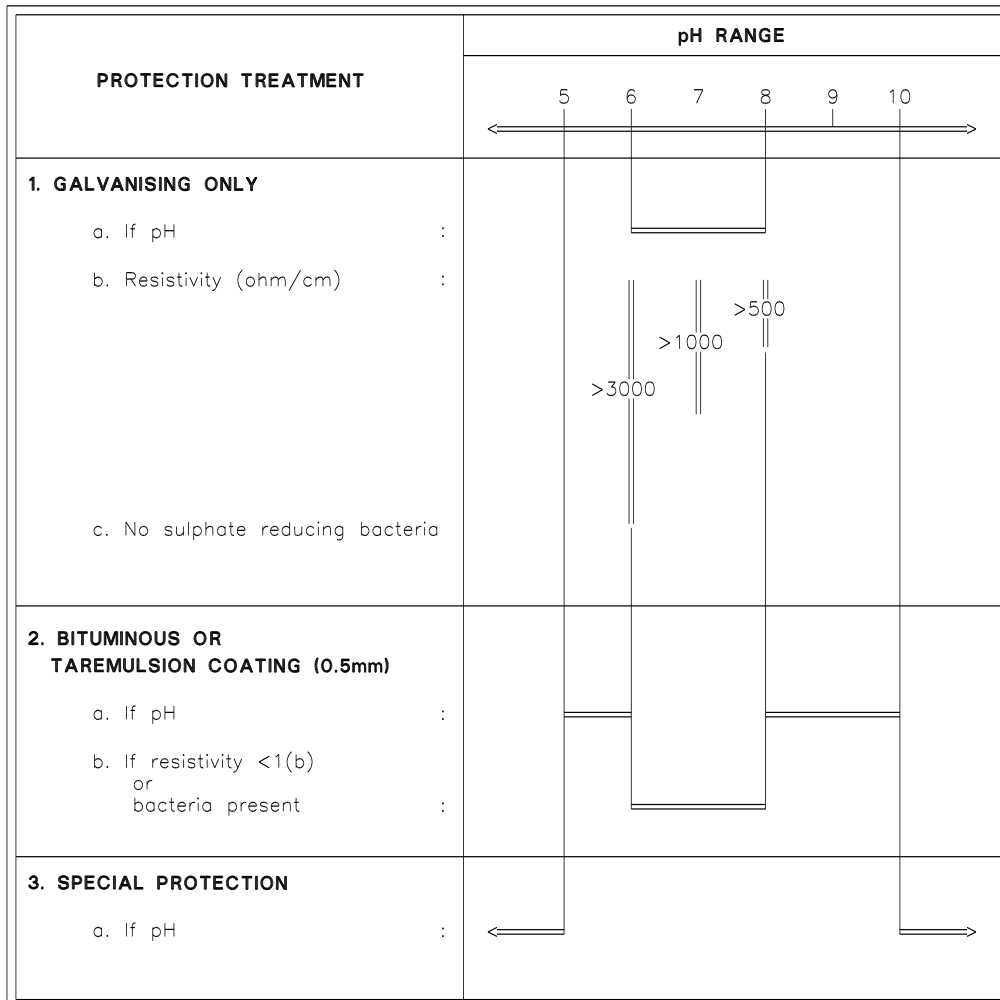 PROTECTION TREATMENT
pH RANGE
5 6 7 8 9 10
1. GALVANISING ONLY
a. If pH :
b. Resistivity (ohm/cm) :
>500
>1000
>3000
c. No sulphate reducing bacteria
2. BITUMINOUS OR
TAREMULSION COATING (0.5mm)
a. If pH :
b. If resistivity <1(b)
or
bacteria present :
3. SPECIAL PROTECTION
a. If pH :